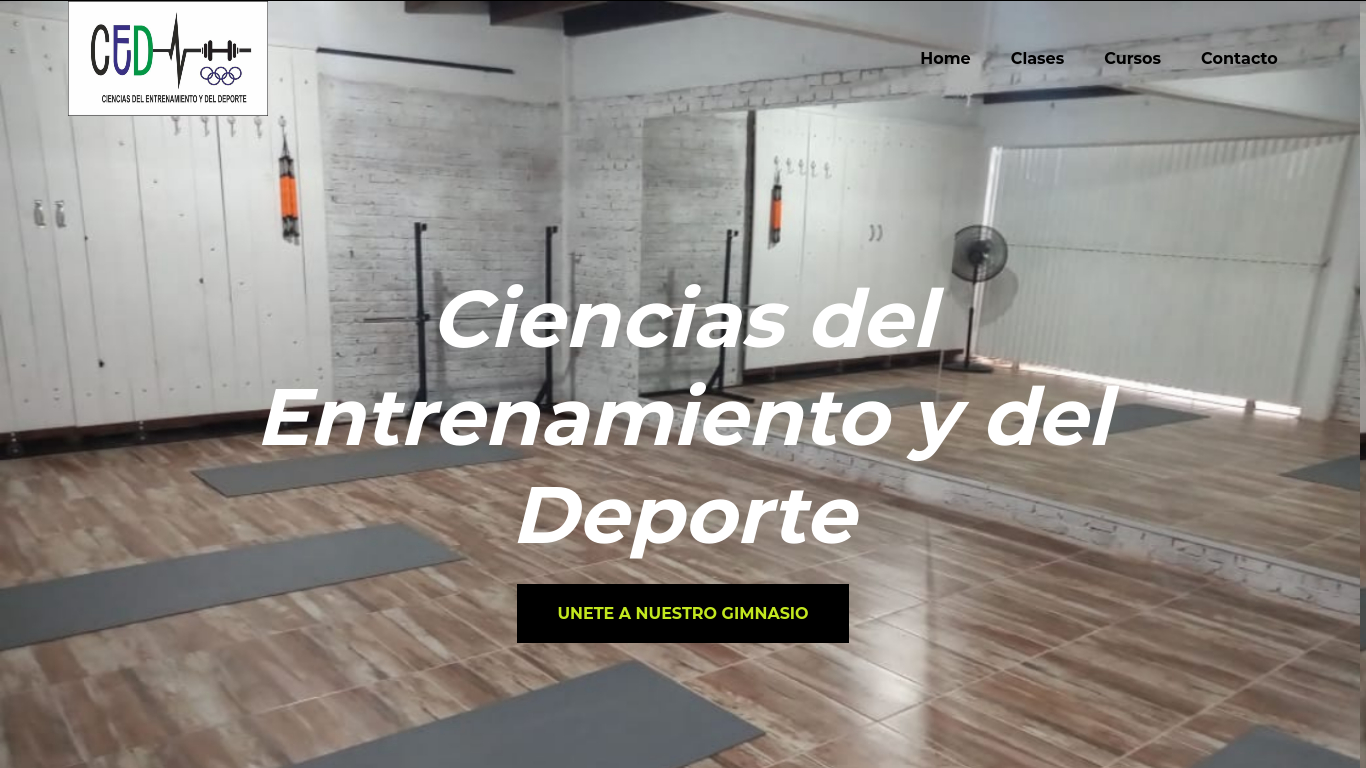 CED
CIENCIAS DEL ENTRENAMIENTO Y DEL DEPORTE
Home Clases Cursos Contacto
Ciencias del
Entrenamiento y del
Deporte
UNETE A NUESTRO GIMNASIO